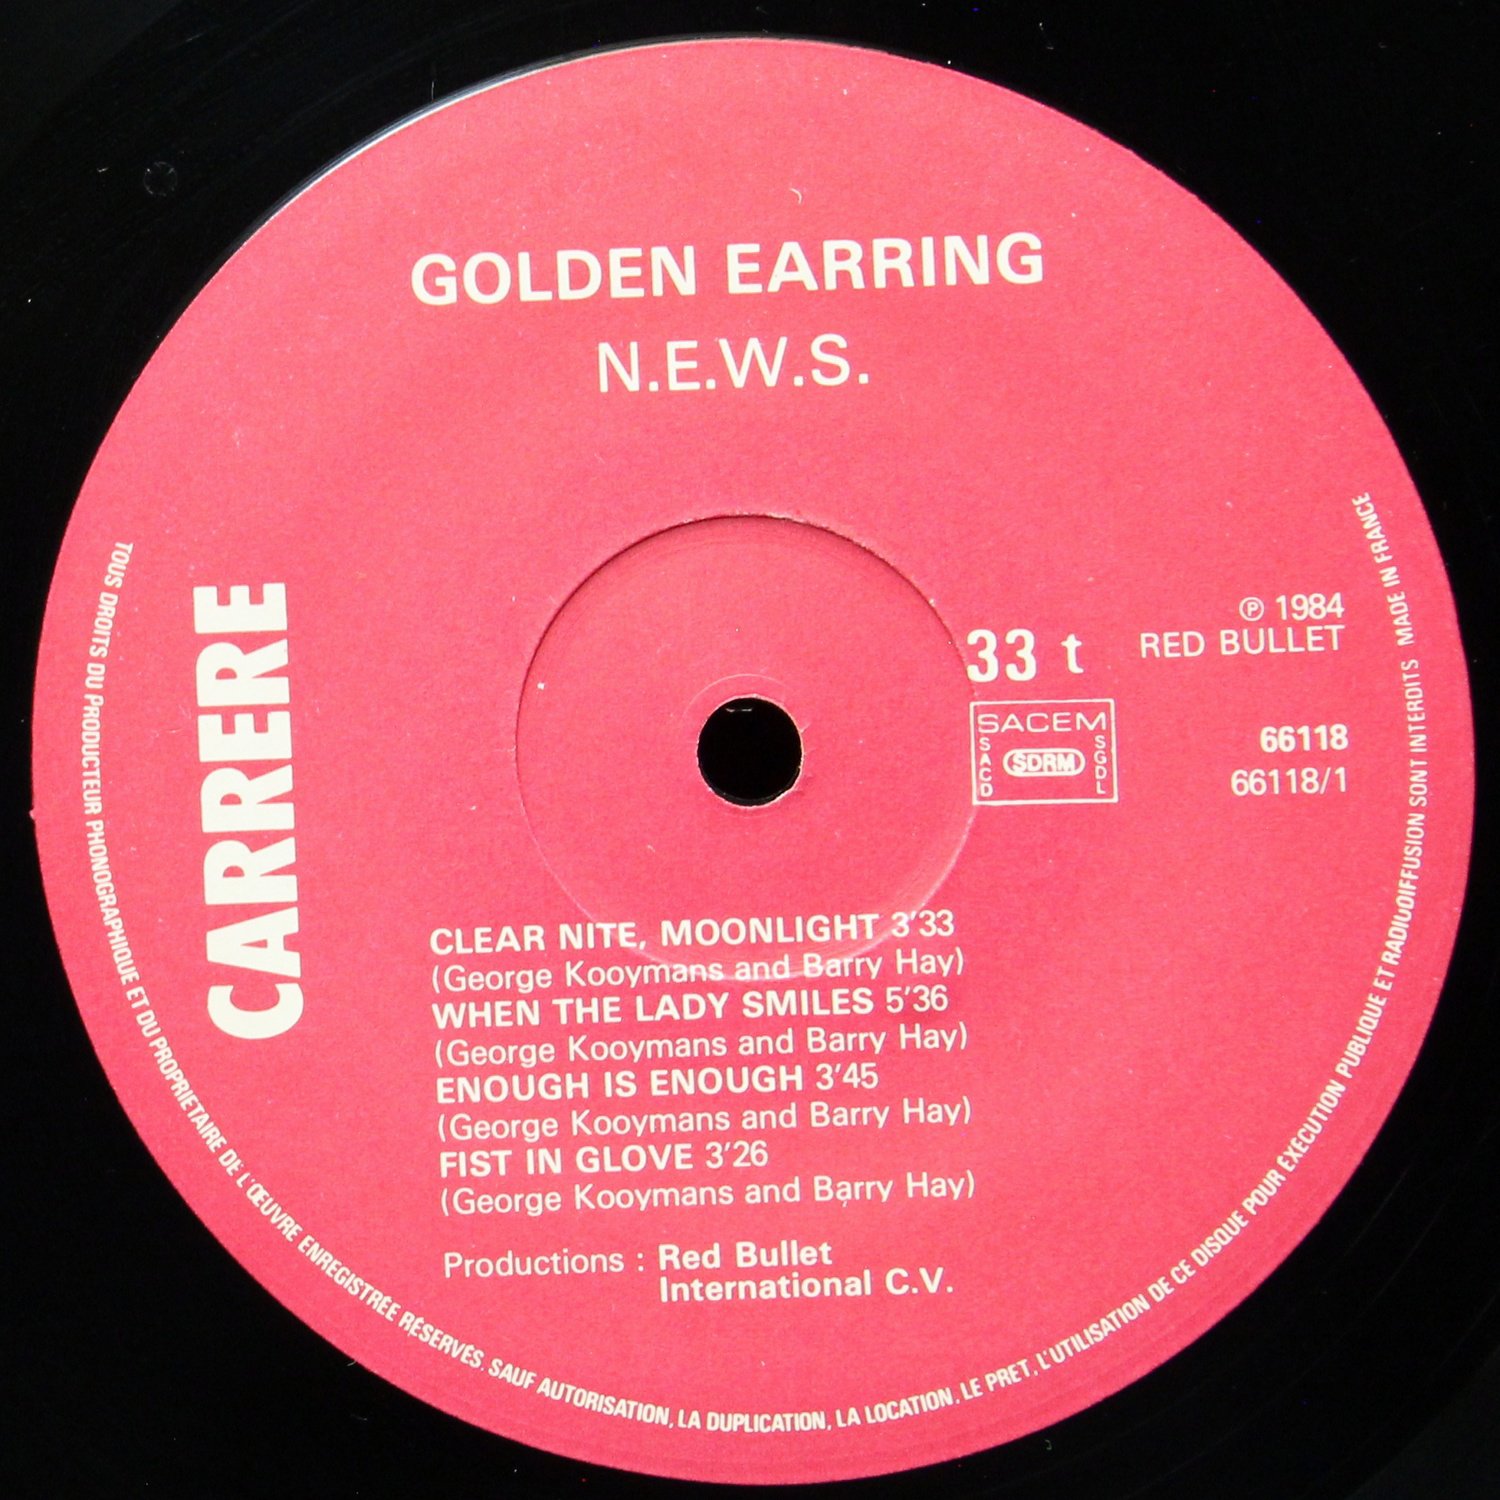 GOLDEN EARRING
N.E.W.S.
CARRERE
33 t
SACEM
SACD
SDRM
SGDL
℗ 1984
RED BULLET
66118
66118/1
CLEAR NITE, MOONLIGHT 3'33
(George Kooymans and Barry Hay)
WHEN THE LADY SMILES 5'36
(George Kooymans and Barry Hay)
ENOUGH IS ENOUGH 3'45
(George Kooymans and Barry Hay)
FIST IN GLOVE 3'26
(George Kooymans and Barry Hay)
Productions : Red Bullet
International C.V.
TOUS DROITS DU PRODUCTEUR PHONOGRAPHIQUE ET DU PROPRIETAIRE DE L'ŒUVRE ENREGISTRÉE RÉSERVÉS. SAUF AUTORISATION, LA DUPLICATION, LA LOCATION, LE PRET, L'UTILISATION DE CE DISQUE POUR EXÉCUTION PUBLIQUE ET RADIODIFFUSION SONT INTERDITS MADE IN FRANCE